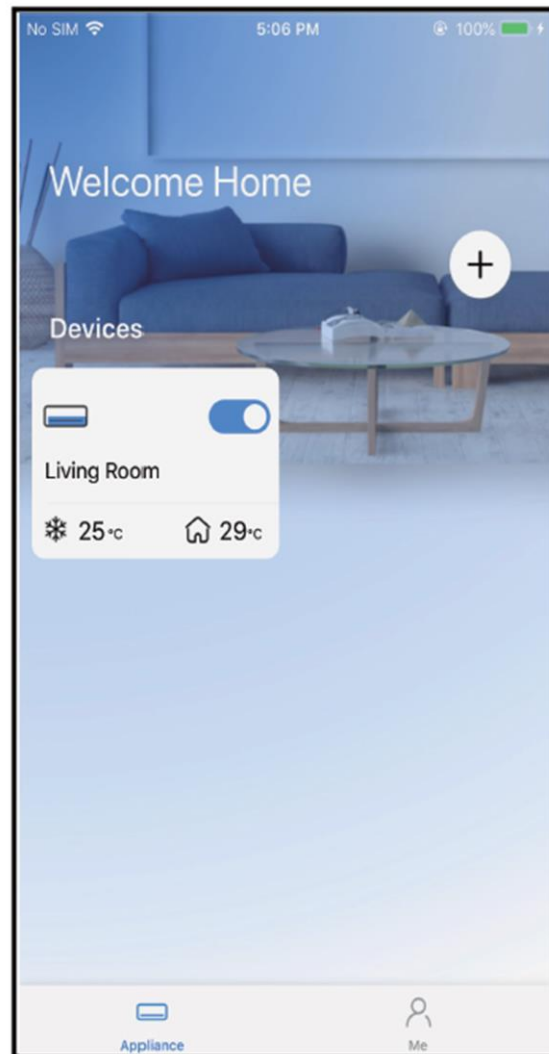 No SIM 5:06 PM 100%
Welcome Home
+
Devices
Living Room
25°C 29°C
Appliance Me